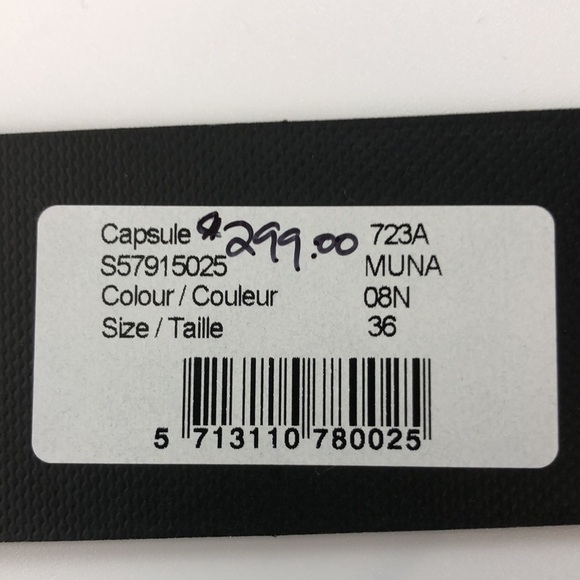 Capsule $299.00 723A
S57915025 MUNA
Colour / Couleur 08N
Size / Taille 36
5 713110 780025